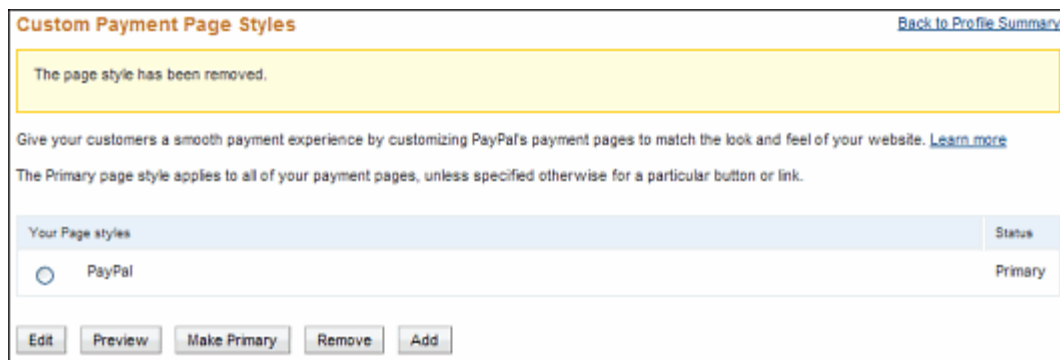 Custom Payment Page Styles
Back to Profile Summary
The page style has been removed.
Give your customers a smooth payment experience by customizing PayPal's payment pages to match the look and feel of your website. Learn more
The Primary page style applies to all of your payment pages, unless specified otherwise for a particular button or link.
Your Page styles Status
PayPal Primary
Edit Preview Make Primary Remove Add